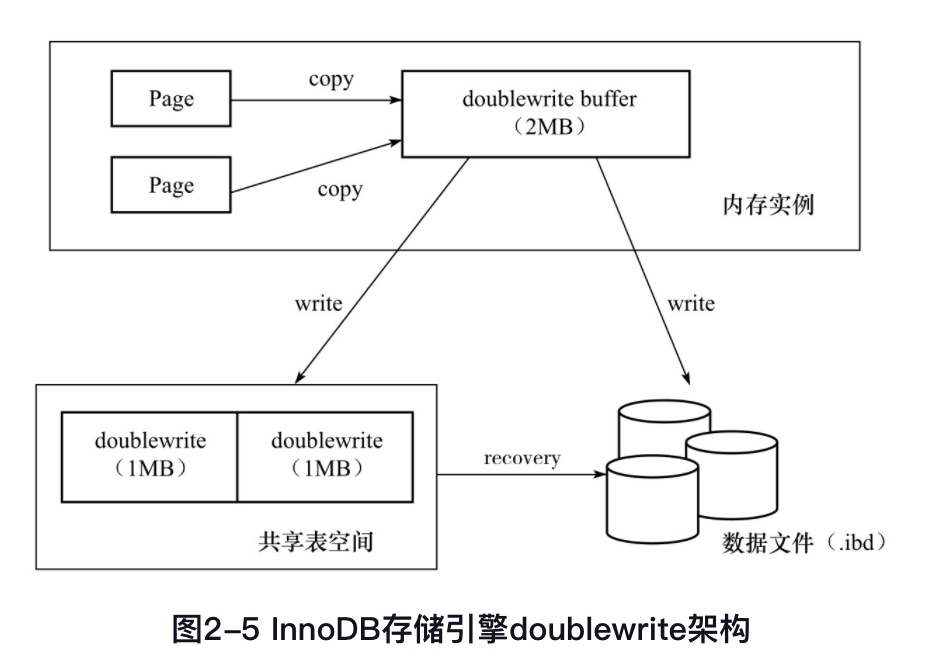 copy
Page
doublewrite buffer
（2MB）
Page
copy
内存实例
write
write
doublewrite
（1MB）
doublewrite
（1MB）
recovery
共享表空间
数据文件（.ibd）
图2-5 InnoDB存储引擎doublewrite架构